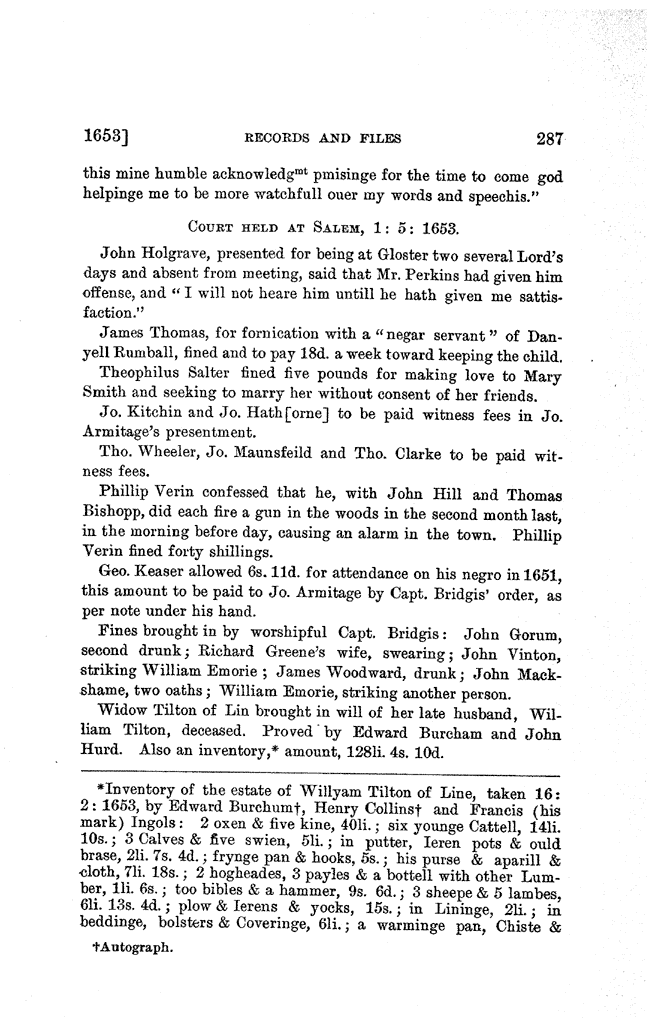 1653] RECORDS AND FILES 287
this mine humble acknowledgmt pmisinge for the time to come god
helpinge me to be more watchfull ouer my words and speechis."
COURT HELD AT SALEM, 1: 5: 1653.
John Holgrave, presented for being at Gloster two several Lord's
days and absent from meeting, said that Mr. Perkins had given him
offense, and "I will not heare him untill he hath given me sattis-
faction."
James Thomas, for fornication with a "negar servant" of Dan-
yell Rumball, fined and to pay 18d. a week toward keeping the child.
Theophilus Salter fined five pounds for making love to Mary
Smith and seeking to marry her without consent of her friends.
Jo. Kitchin and Jo. Hath[orne] to be paid witness fees in Jo.
Armitage's presentment.
Tho. Wheeler, Jo. Maunsfeild and Tho. Clarke to be paid wit-
ness fees.
Phillip Verin confessed that he, with John Hill and Thomas
Bishopp, did each fire a gun in the woods in the second month last,
in the morning before day, causing an alarm in the town. Phillip
Verin fined forty shillings.
Geo. Keaser allowed 6s. 11d. for attendance on his negro in 1651,
this amount to be paid to Jo. Armitage by Capt. Bridgis' order, as
per note under his hand.
Fines brought in by worshipful Capt. Bridgis: John Gorum,
second drunk; Richard Greene's wife, swearing; John Vinton,
striking William Emorie; James Woodward, drunk; John Mack-
shame, two oaths; William Emorie, striking another person.
Widow Tilton of Lin brought in will of her late husband, Wil-
liam Tilton, deceased. Proved by Edward Burcham and John
Hurd. Also an inventory,* amount, 128li. 4s. 10d.
*Inventory of the estate of Willyam Tilton of Line, taken 16:
2: 1653, by Edward Burchum†, Henry Collins† and Francis (his
mark) Ingols: 2 oxen & five kine, 40li.; six younge Cattell, 14li.
10s.; 3 Calves & five swien, 5li.; in putter, Ieren pots & ould
brase, 2li. 7s. 4d.; frynge pan & hooks, 5s.; his purse & aparill &
cloth, 7li. 18s.; 2 hogheades, 3 payles & a bottell with other Lum-
ber, 1li. 6s.; too bibles & a hammer, 9s. 6d.; 3 sheepe & 5 lambes,
6li. 13s. 4d.; plow & Ierens & yocks, 15s.; in Lininge, 2li.; in
beddinge, bolsters & Coveringe, 6li.; a warminge pan, Chiste &
†Autograph.